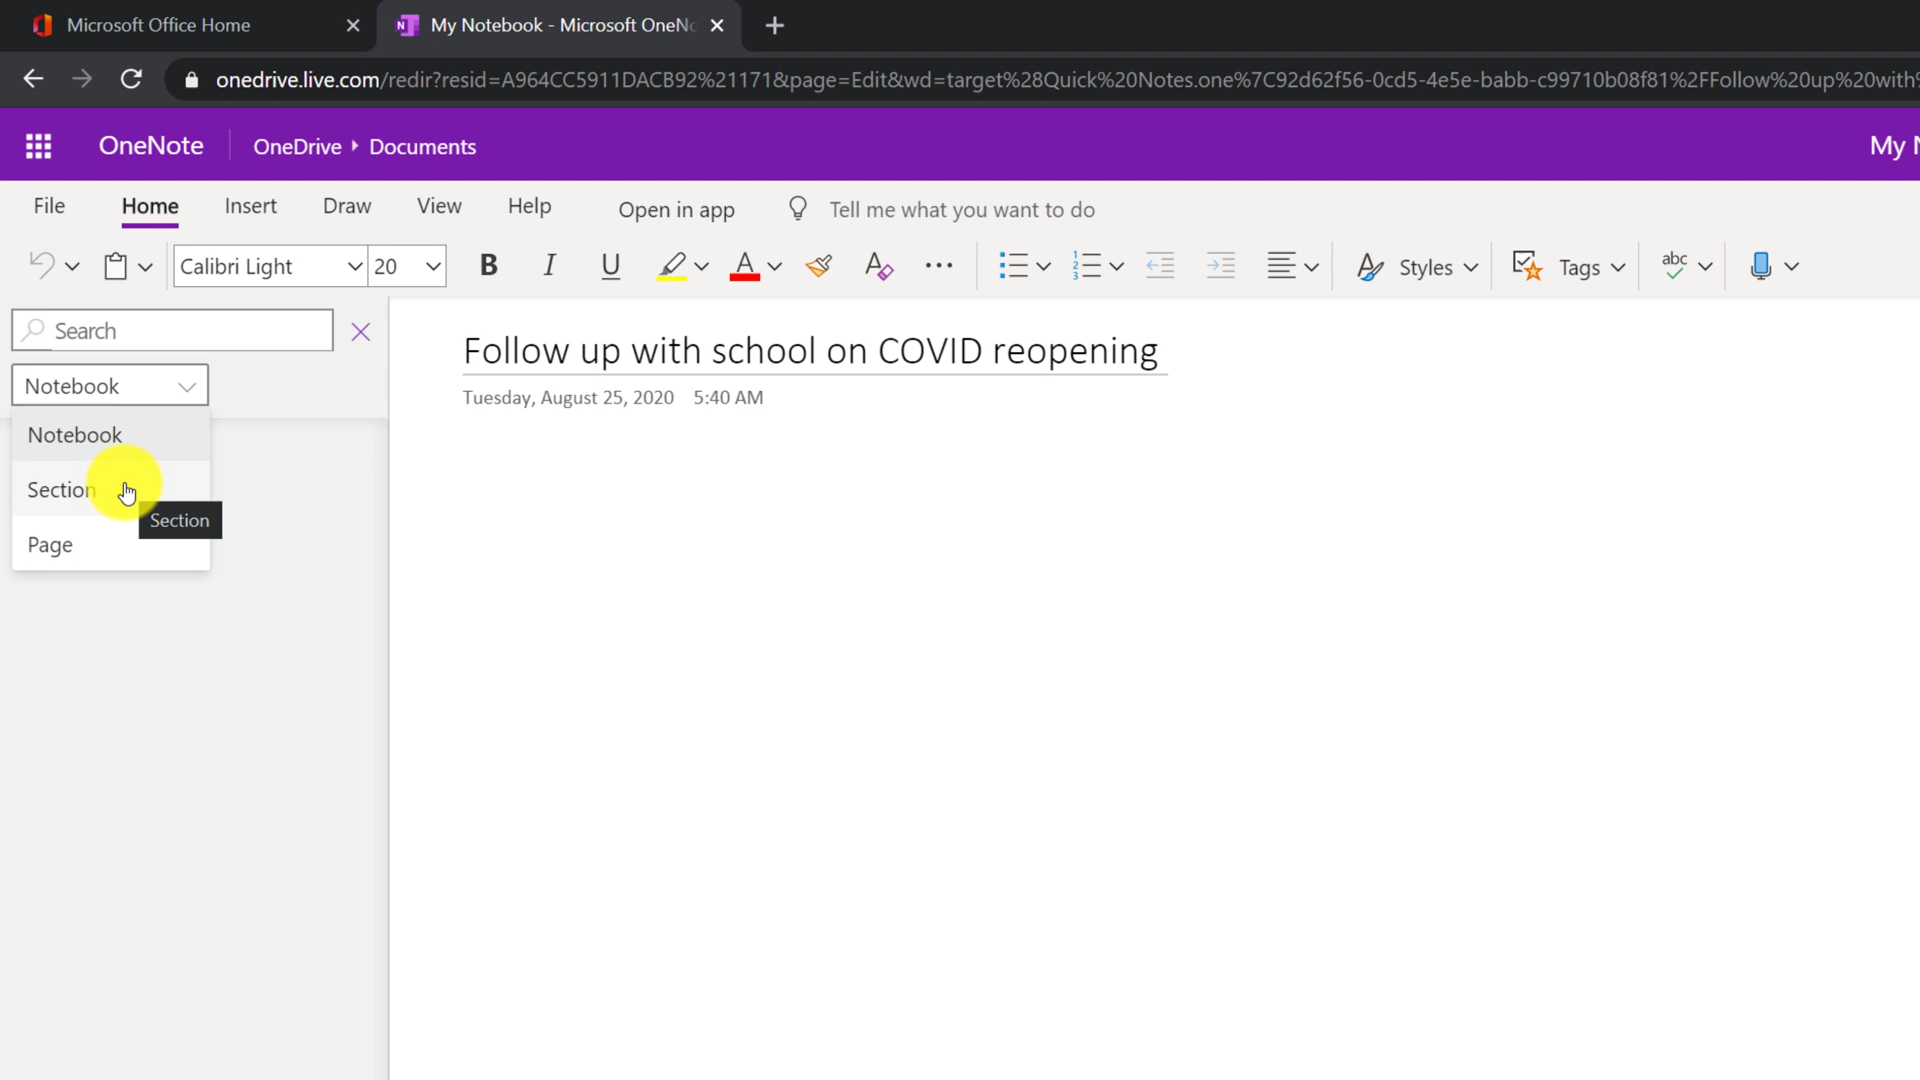 Microsoft Office Home
My Notebook - Microsoft OneNo
onedrive.live.com/redir?resid=A964CC5911DACB92%21171&page=Edit&wd=target%28Quick%20Notes.one%7C92d62f56-0cd5-4e5e-babb-c99710b08f81%2FFollow%20up%20with%
OneNote OneDrive Documents My N
File Home Insert Draw View Help Open in app Tell me what you want to do
Calibri Light 20 B I U A A Styles Tags abc
Search
Notebook
Notebook
Section
Section
Page
Follow up with school on COVID reopening
Tuesday, August 25, 2020 5:40 AM